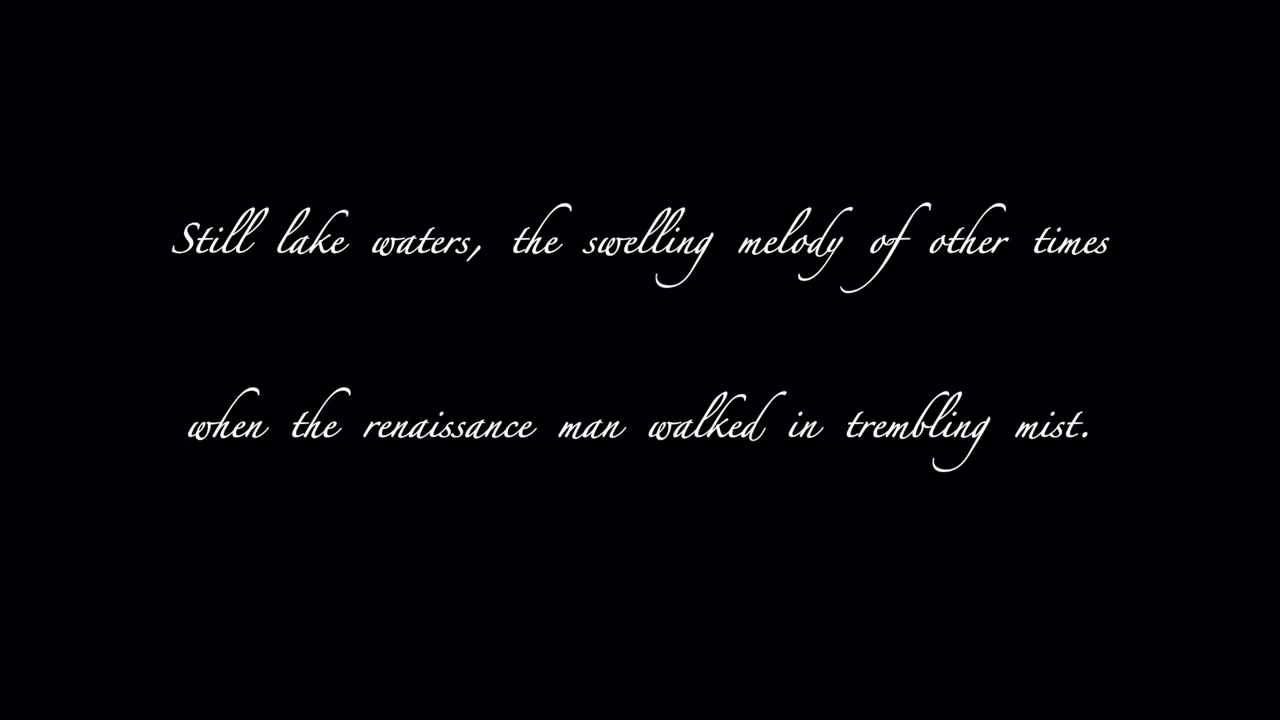 Still lake waters, the swelling melody of other times
when the renaissance man walked in trembling mist.